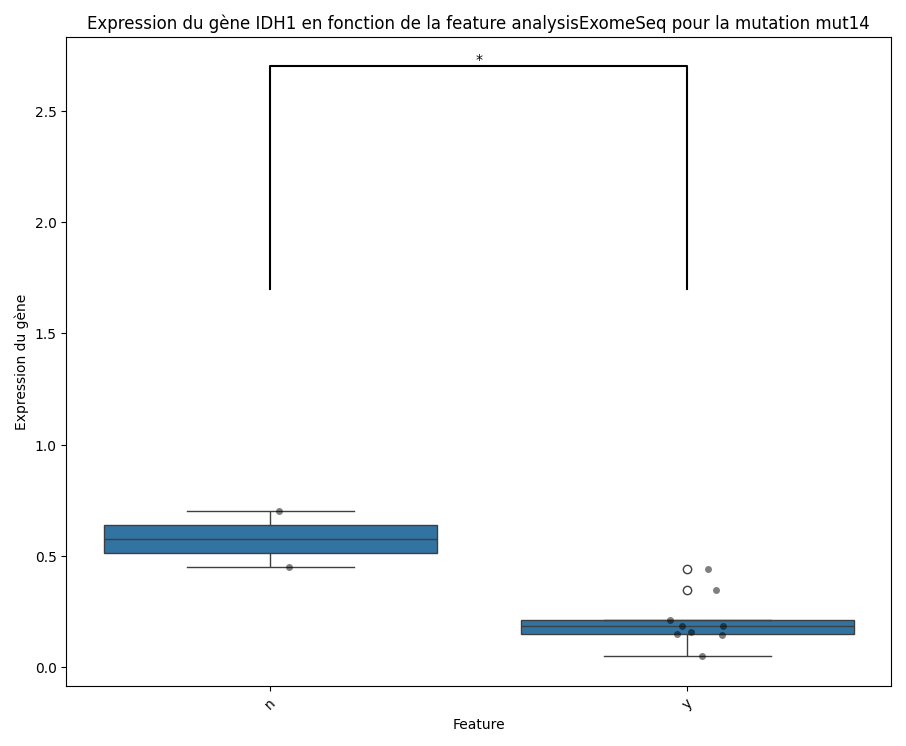 Expression du gène IDH1 en fonction de la feature analysisExomeSeq pour la mutation mut14
*
2.5
2.0
1.5
1.0
0.5
0.0
Expression du gène
n
y
Feature